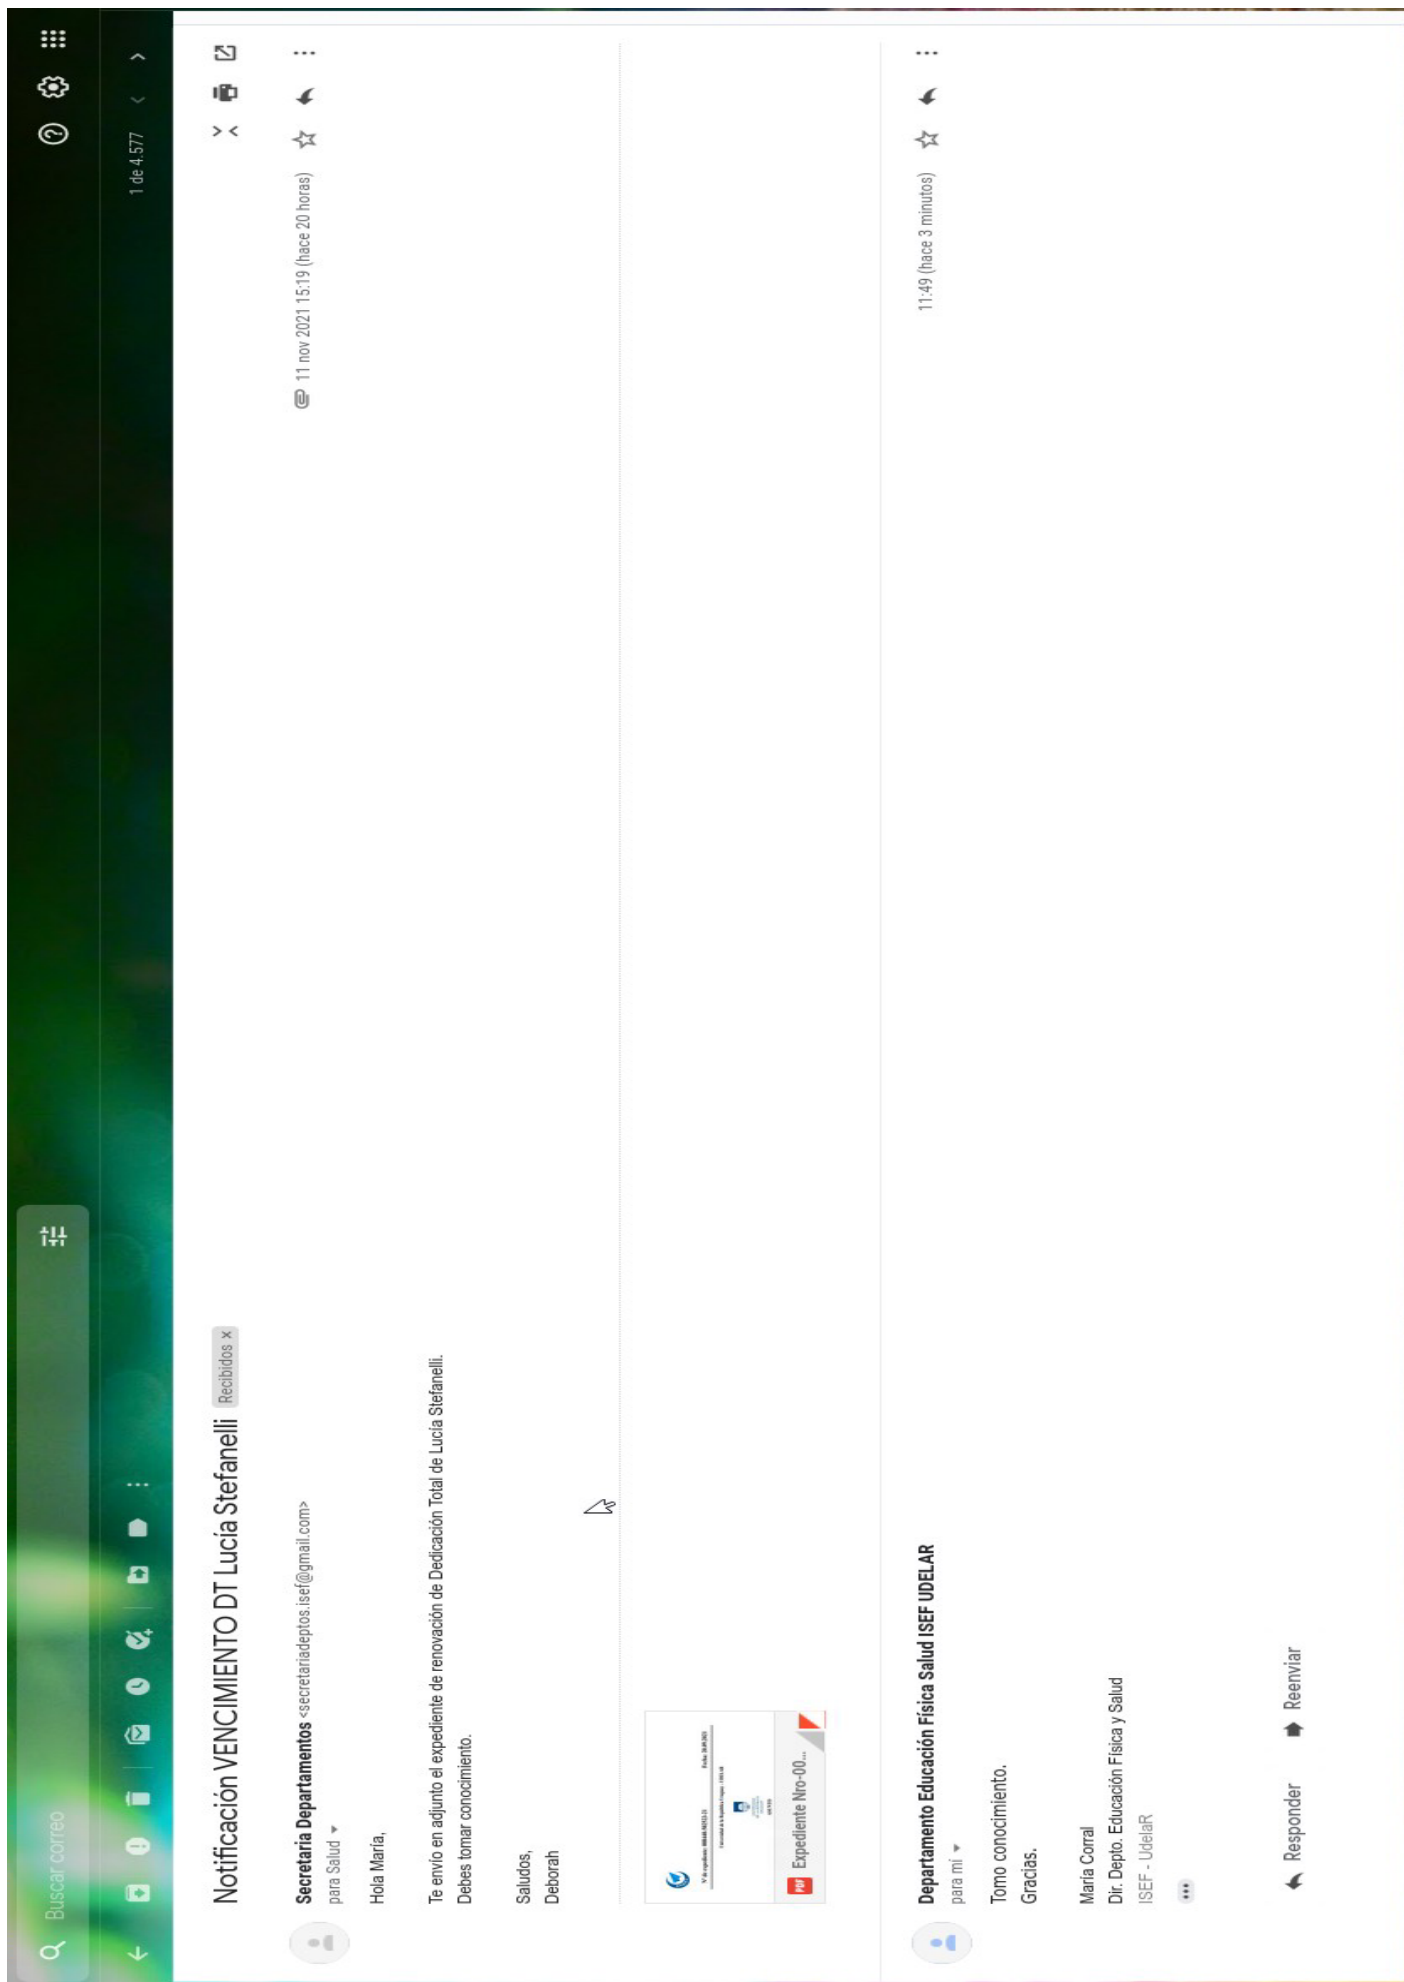 Buscar correo
1 de 4.577
Notificación VENCIMIENTO DT Lucía Stefanelli Recibidos x
Secretaria Departamentos <secretariadeptos.isef@gmail.com> 11 nov 2021 15:19 (hace 20 horas)
para Salud
Hola María,
Te envío en adjunto el expediente de renovación de Dedicación Total de Lucía Stefanelli.
Debes tomar conocimiento.
Saludos,
Deborah
PDF Expediente Nro-00...
Departamento Educación Física Salud ISEF UDELAR 11:49 (hace 3 minutos)
para mí
Tomo conocimiento.
Gracias.
María Corral
Dir. Depto. Educación Física y Salud
ISEF - UdelaR
Responder Reenviar